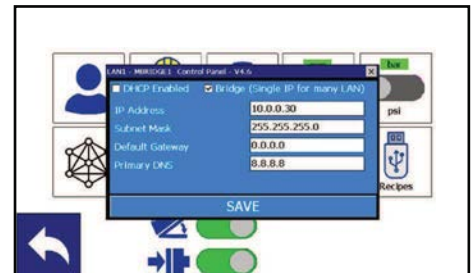 LAN1 - MBRIDGE1 Control Panel - V4.6
DHCP Enabled Bridge (Single IP for many LAN)
IP Address 10.0.0.30
Subnet Mask 255.255.255.0
Default Gateway 0.0.0.0
Primary DNS 8.8.8.8
SAVE
bar
psi
Recipes